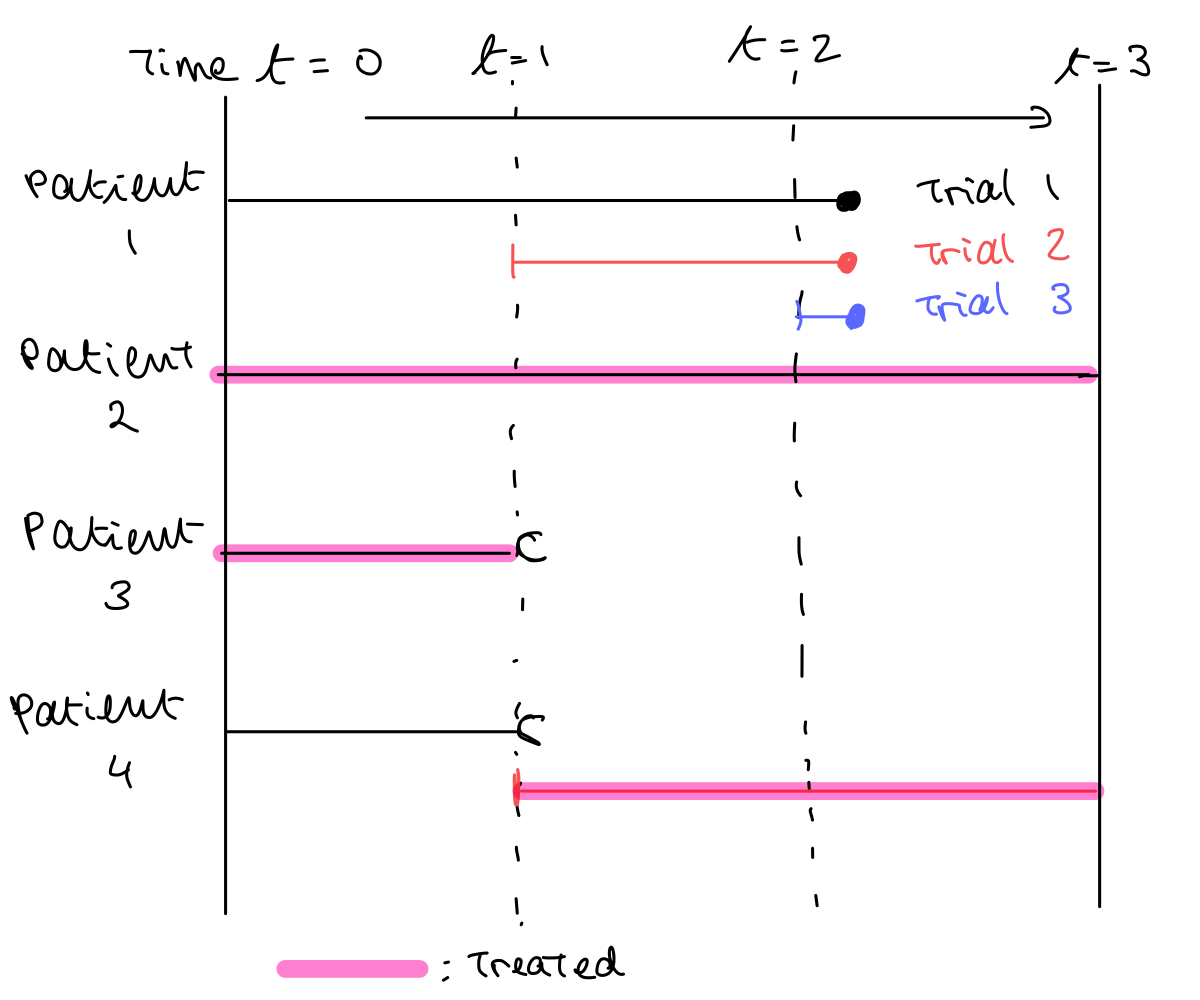 Time t = 0 t=1 t=2 t=3
Patient
1
Trial 1
Trial 2
Trial 3
Patient
2
Patient
3
C
Patient
4
C
: Treated